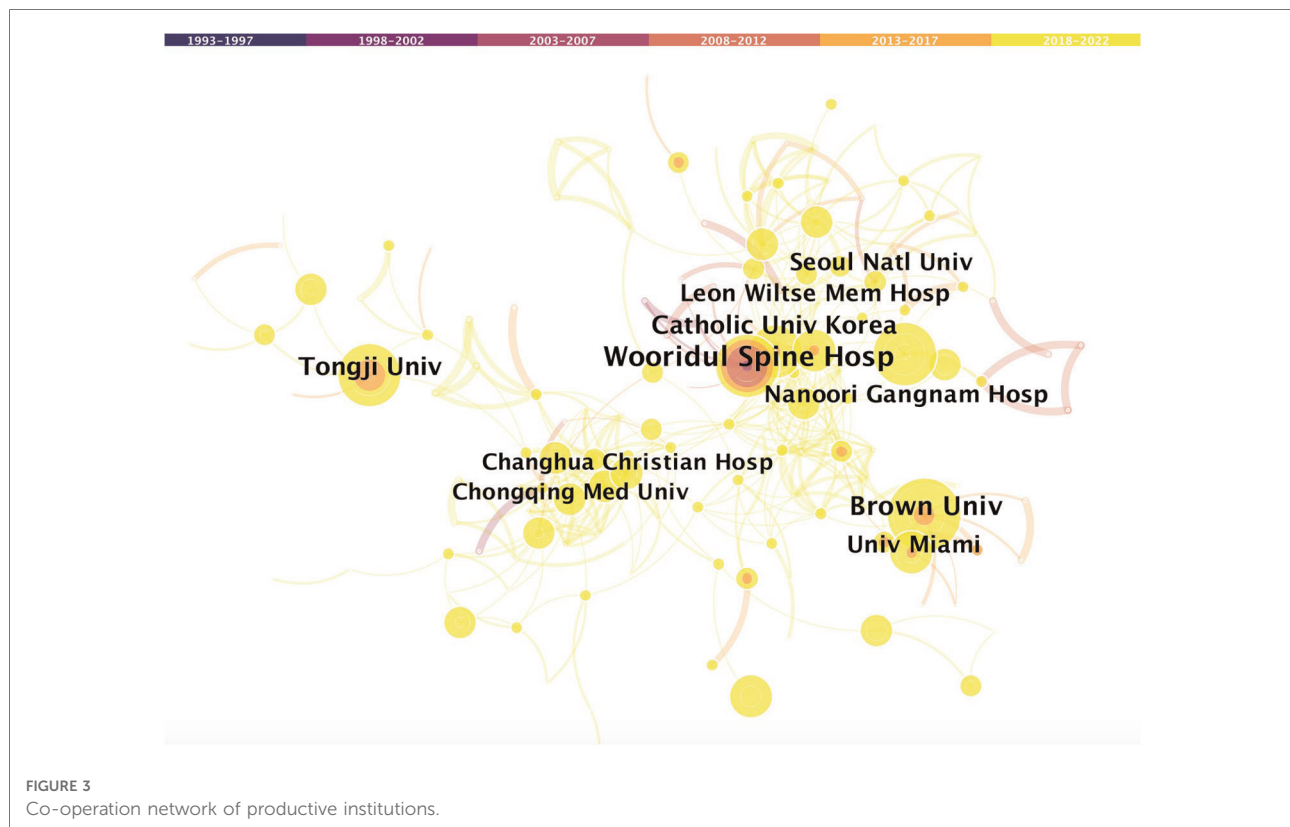 1993-1997 1998-2002 2003-2007 2008-2012 2013-2017 2018-2022
Seoul Natl Univ
Leon Wiltse Mem Hosp
Catholic Univ Korea
Wooridul Spine Hosp
Tongji Univ
Nanoori Gangnam Hosp
Changhua Christian Hosp
Chongqing Med Univ
Brown Univ
Univ Miami
FIGURE 3
Co-operation network of productive institutions.